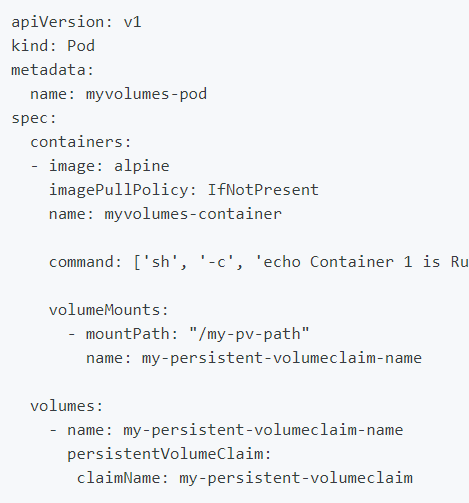 apiVersion: v1
kind: Pod
metadata:
  name: myvolumes-pod
spec:
  containers:
  - image: alpine
    imagePullPolicy: IfNotPresent
    name: myvolumes-container

    command: ['sh', '-c', 'echo Container 1 is Ru

    volumeMounts:
      - mountPath: "/my-pv-path"
        name: my-persistent-volumeclaim-name

  volumes:
    - name: my-persistent-volumeclaim-name
      persistentVolumeClaim:
       claimName: my-persistent-volumeclaim